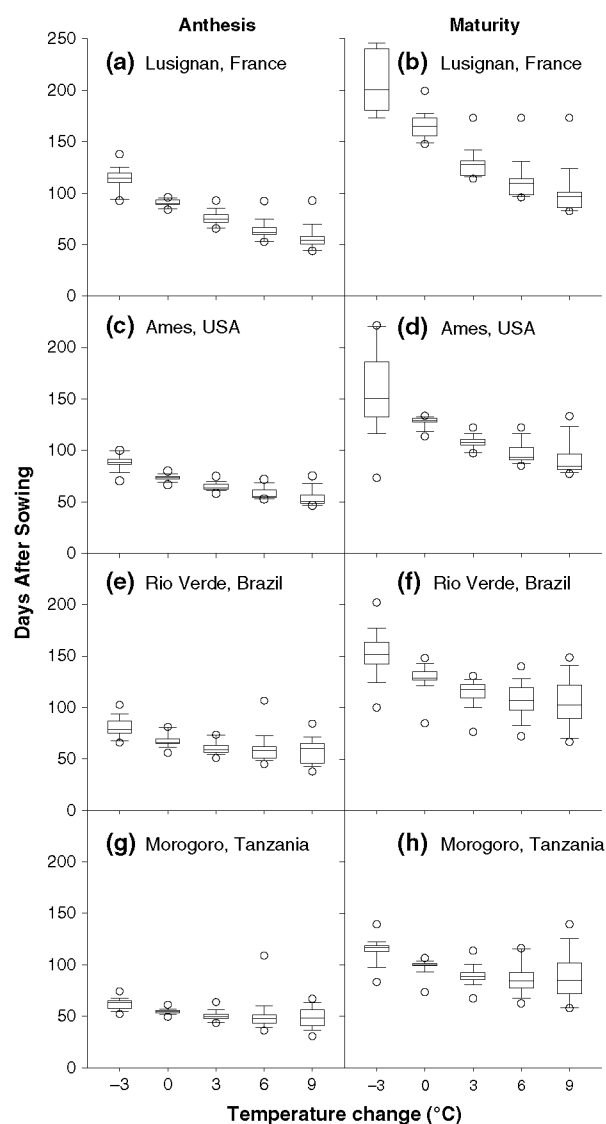 Anthesis Maturity
250
(a) Lusignan, France (b) Lusignan, France
200
150
100
50
0
(c) Ames, USA (d) Ames, USA
200
150
100
50
0
(e) Rio Verde, Brazil (f) Rio Verde, Brazil
200
150
100
50
0
(g) Morogoro, Tanzania (h) Morogoro, Tanzania
200
150
100
50
0
Days After Sowing
–3 0 3 6 9 –3 0 3 6 9
Temperature change (°C)